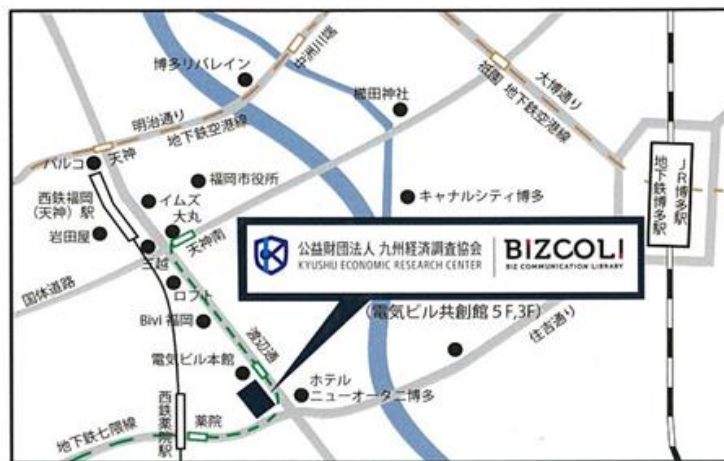 中洲川端
博多リバレイン
祇園
大博通り
地下鉄空港線
櫛田神社
明治通り
地下鉄空港線
パルコ
天神
JR博多駅
地下鉄博多駅
福岡市役所
西鉄福岡
(天神)駅
イムズ
大丸
キャナルシティ博多
岩田屋
天神南
三越
公益財団法人 九州経済調査協会
KYUSHU ECONOMIC RESEARCH CENTER
BIZCOLI
BIZ COMMUNICATION LIBRARY
国体道路
ロフト
(電気ビル共創館5F,3F)
Bivi 福岡
渡辺通
住吉通り
電気ビル本館
ホテル
ニューオータニ博多
西鉄薬院駅
薬院
地下鉄七隈線